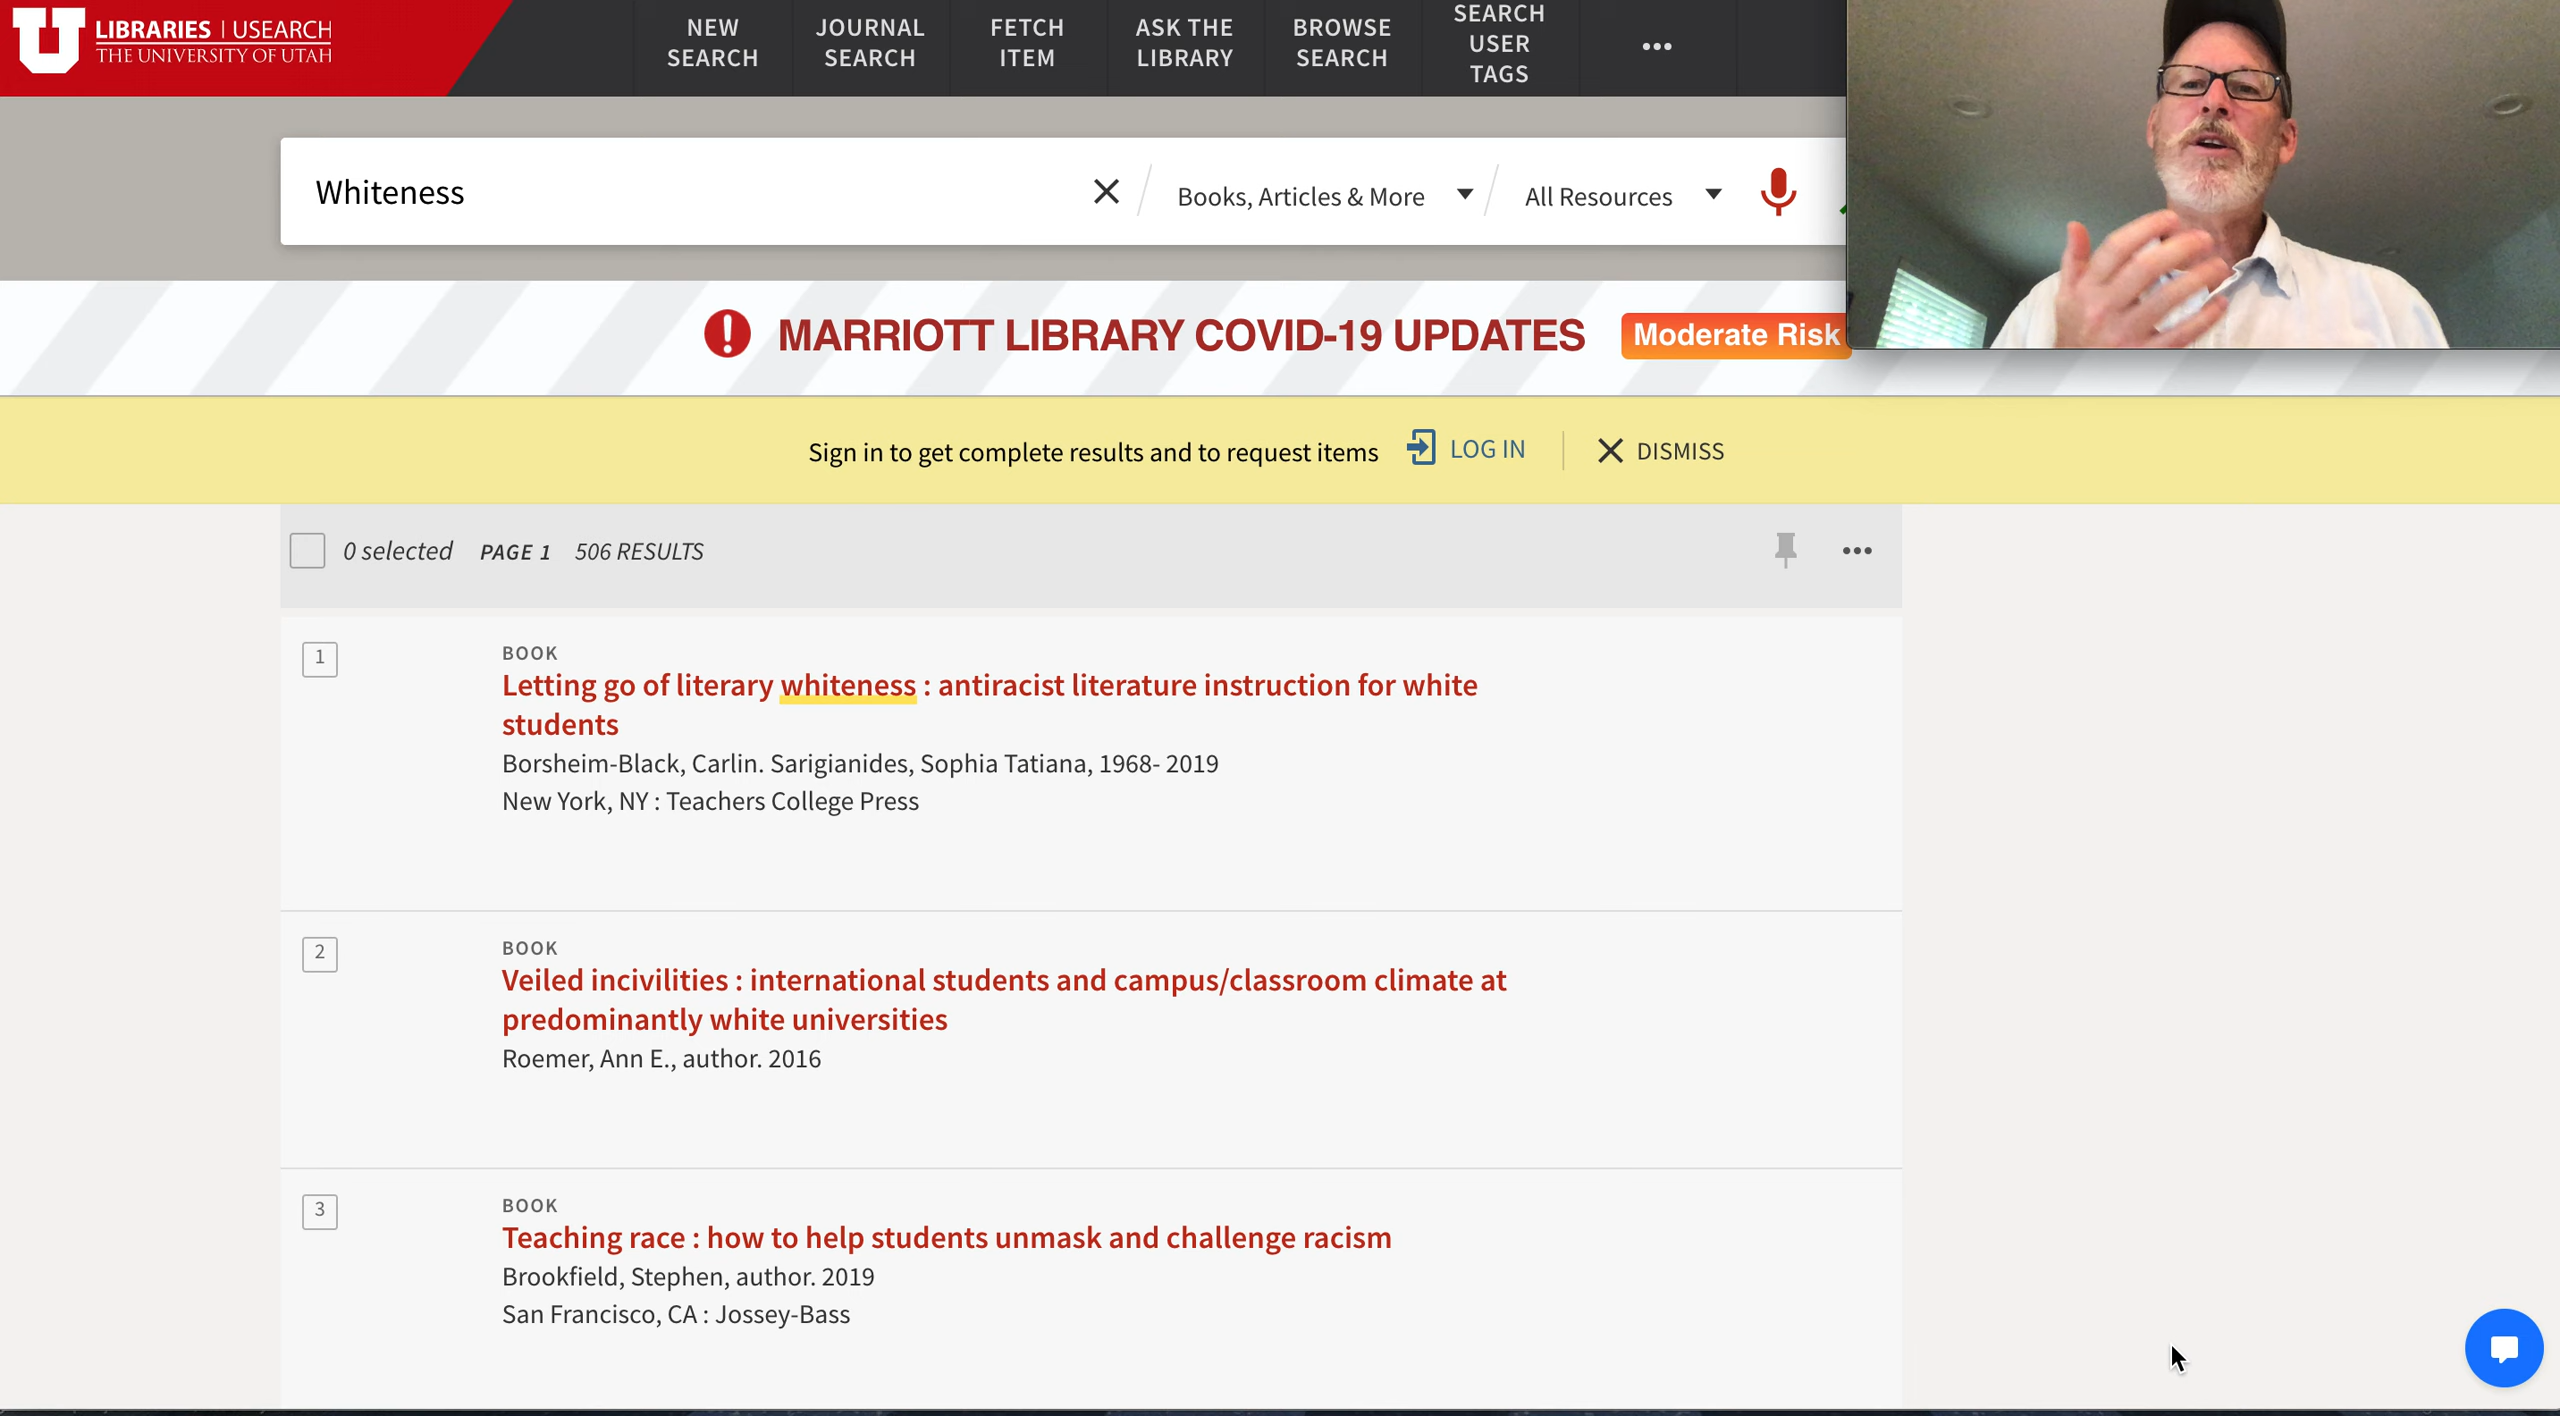 LIBRARIES | USEARCH
THE UNIVERSITY OF UTAH
NEW
SEARCH
JOURNAL
SEARCH
FETCH
ITEM
ASK THE
LIBRARY
BROWSE
SEARCH
SEARCH
USER
TAGS
Whiteness
Books, Articles & More
All Resources
MARRIOTT LIBRARY COVID-19 UPDATES Moderate Risk
Sign in to get complete results and to request items LOG IN DISMISS
0 selected PAGE 1 506 RESULTS
1
BOOK
Letting go of literary whiteness : antiracist literature instruction for white
students
Borsheim-Black, Carlin. Sarigianides, Sophia Tatiana, 1968- 2019
New York, NY : Teachers College Press
2
BOOK
Veiled incivilities : international students and campus/classroom climate at
predominantly white universities
Roemer, Ann E., author. 2016
3
BOOK
Teaching race : how to help students unmask and challenge racism
Brookfield, Stephen, author. 2019
San Francisco, CA : Jossey-Bass